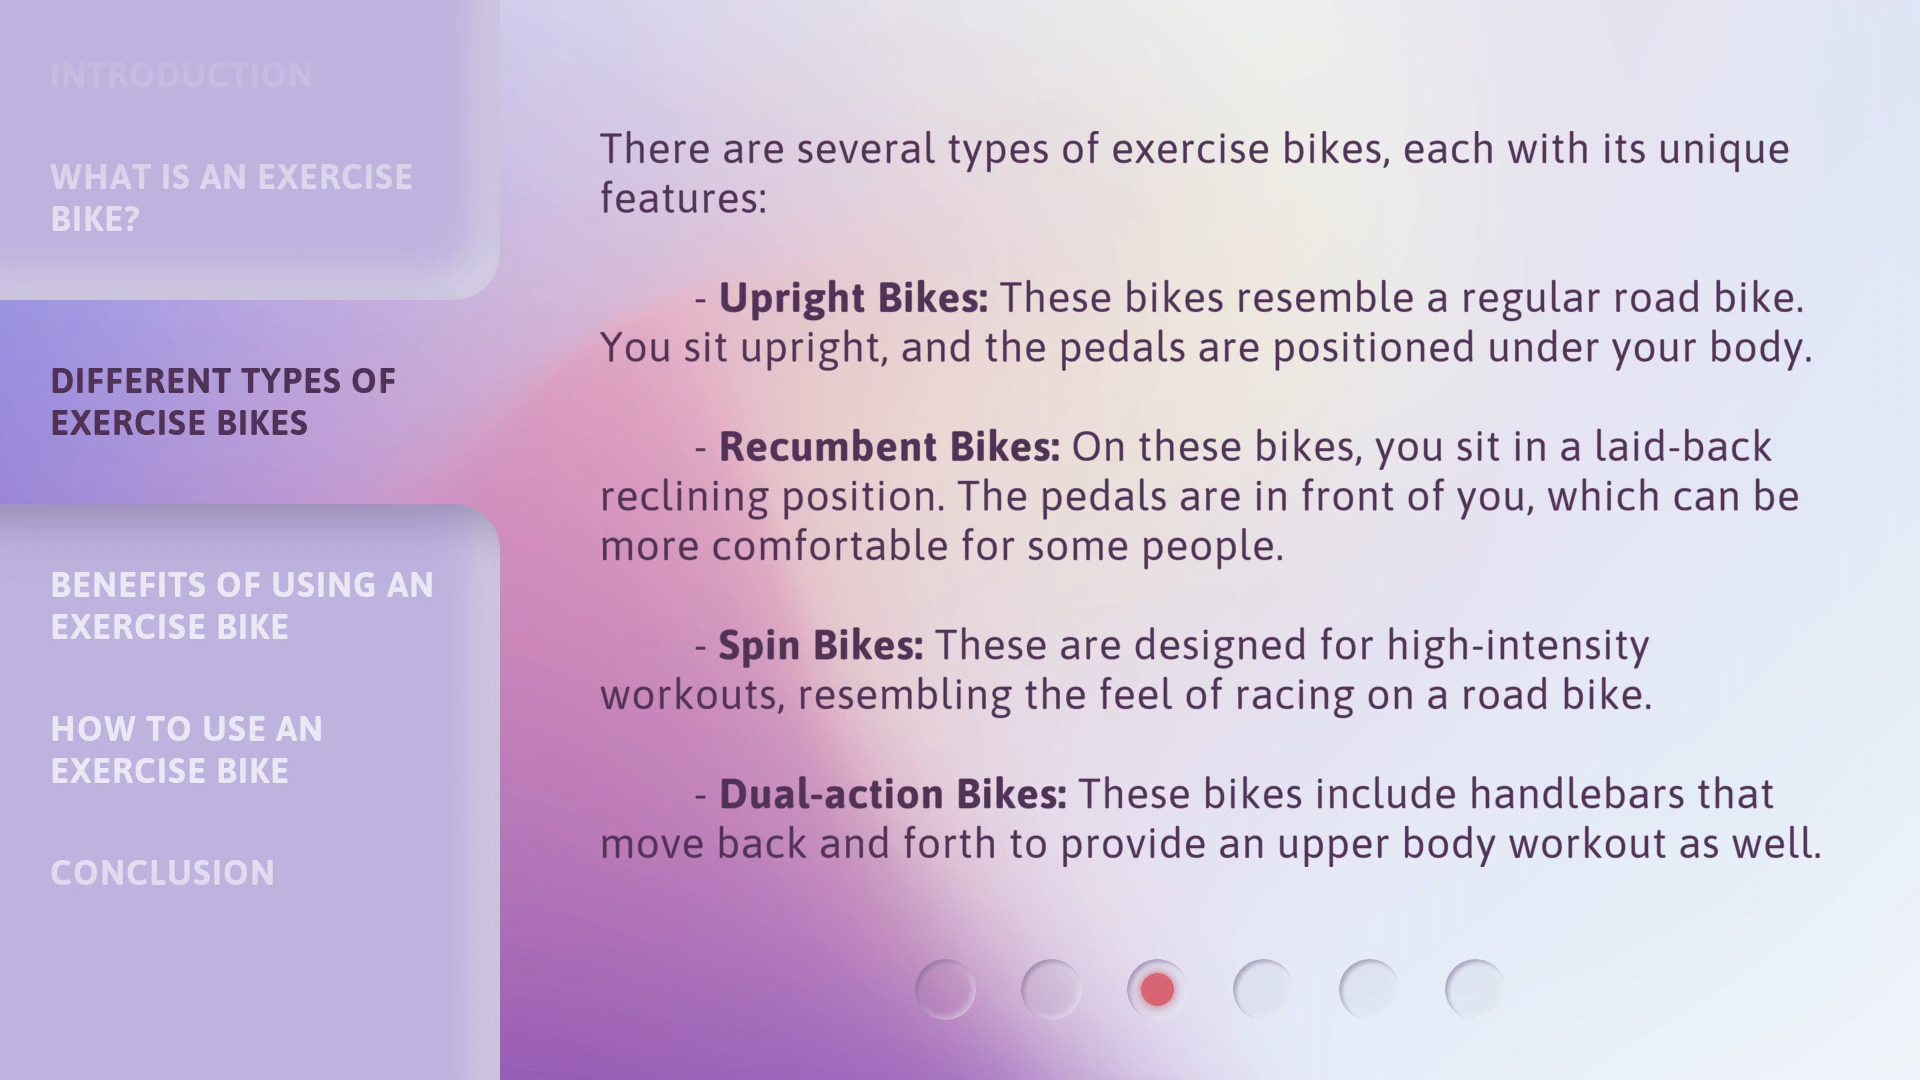 INTRODUCTION
WHAT IS AN EXERCISE
BIKE?
DIFFERENT TYPES OF
EXERCISE BIKES
BENEFITS OF USING AN
EXERCISE BIKE
HOW TO USE AN
EXERCISE BIKE
CONCLUSION
There are several types of exercise bikes, each with its unique
features:
- Upright Bikes: These bikes resemble a regular road bike.
You sit upright, and the pedals are positioned under your body.
- Recumbent Bikes: On these bikes, you sit in a laid-back
reclining position. The pedals are in front of you, which can be
more comfortable for some people.
- Spin Bikes: These are designed for high-intensity
workouts, resembling the feel of racing on a road bike.
- Dual-action Bikes: These bikes include handlebars that
move back and forth to provide an upper body workout as well.